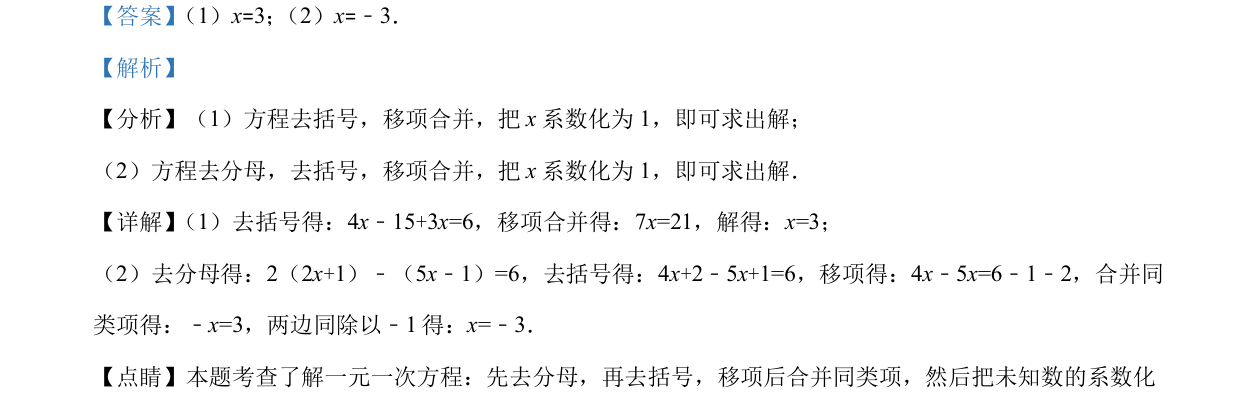 【答案】（1）x=3；（2）x=﹣3．
【解析】
【分析】（1）方程去括号，移项合并，把 x 系数化为 1，即可求出解；
（2）方程去分母，去括号，移项合并，把 x 系数化为 1，即可求出解．
【详解】（1）去括号得：4x﹣15+3x=6，移项合并得：7x=21，解得：x=3；
（2）去分母得：2（2x+1）﹣（5x﹣1）=6，去括号得：4x+2﹣5x+1=6，移项得：4x﹣5x=6﹣1﹣2，合并同
类项得：﹣x=3，两边同除以﹣1 得：x=﹣3．
【点睛】本题考查了解一元一次方程：先去分母，再去括号，移项后合并同类项，然后把未知数的系数化